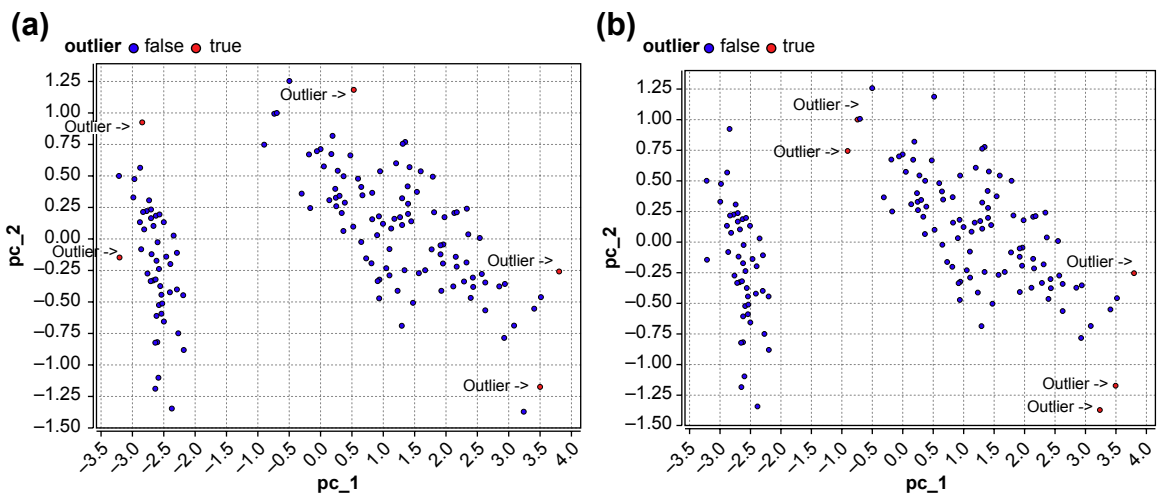 (a)
outlier false true
1.25
1.00
0.75
0.50
0.25
0.00
−0.25
−0.50
−0.75
−1.00
−1.25
−1.50
pc_2
Outlier ->
Outlier ->
Outlier ->
Outlier ->
Outlier ->
−3.5 −3.0 −2.5 −2.0 −1.5 −1.0 −0.5 0.0 0.5 1.0 1.5 2.0 2.5 3.0 3.5 4.0
pc_1
(b)
outlier false true
1.25
1.00
0.75
0.50
0.25
0.00
−0.25
−0.50
−0.75
−1.00
−1.25
−1.50
pc_2
Outlier ->
Outlier ->
Outlier ->
Outlier ->
Outlier ->
−3.5 −3.0 −2.5 −2.0 −1.5 −1.0 −0.5 0.0 0.5 1.0 1.5 2.0 2.5 3.0 3.5 4.0
pc_1